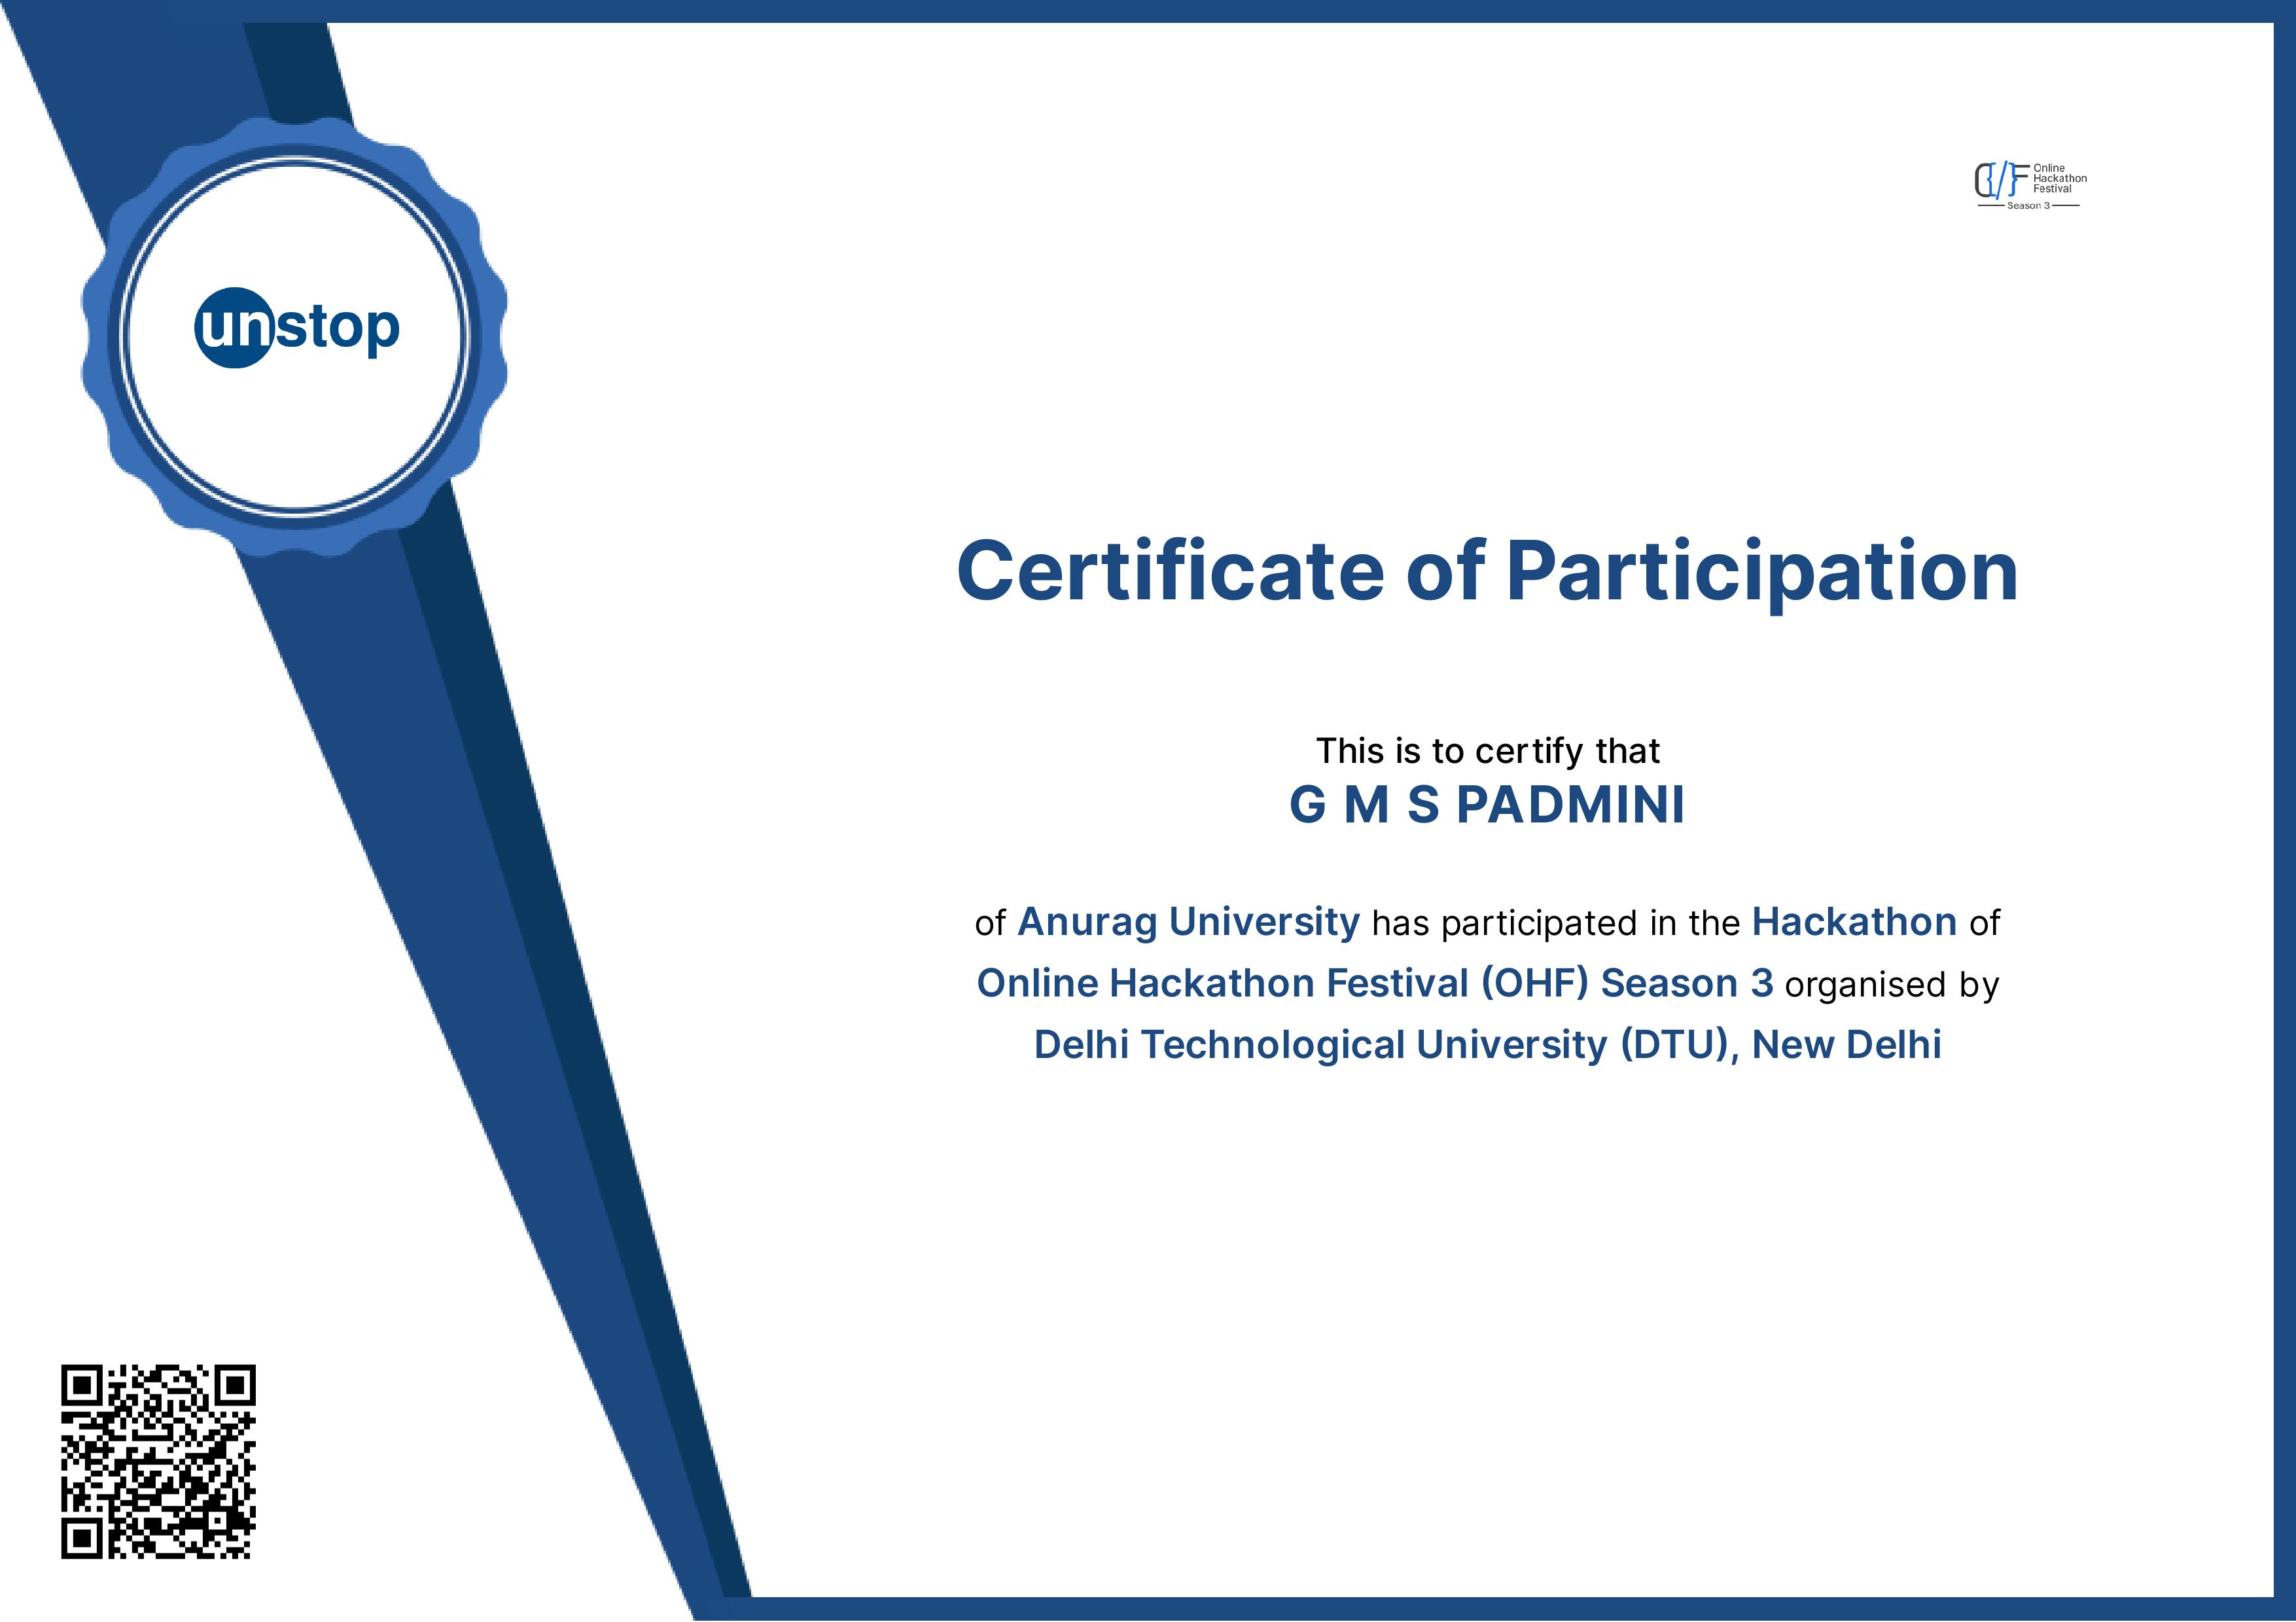 unstop
Online
Hackathon
Festival
Season 3
Certificate of Participation
This is to certify that
G M S PADMINI
of Anurag University has participated in the Hackathon of
Online Hackathon Festival (OHF) Season 3 organised by
Delhi Technological University (DTU), New Delhi